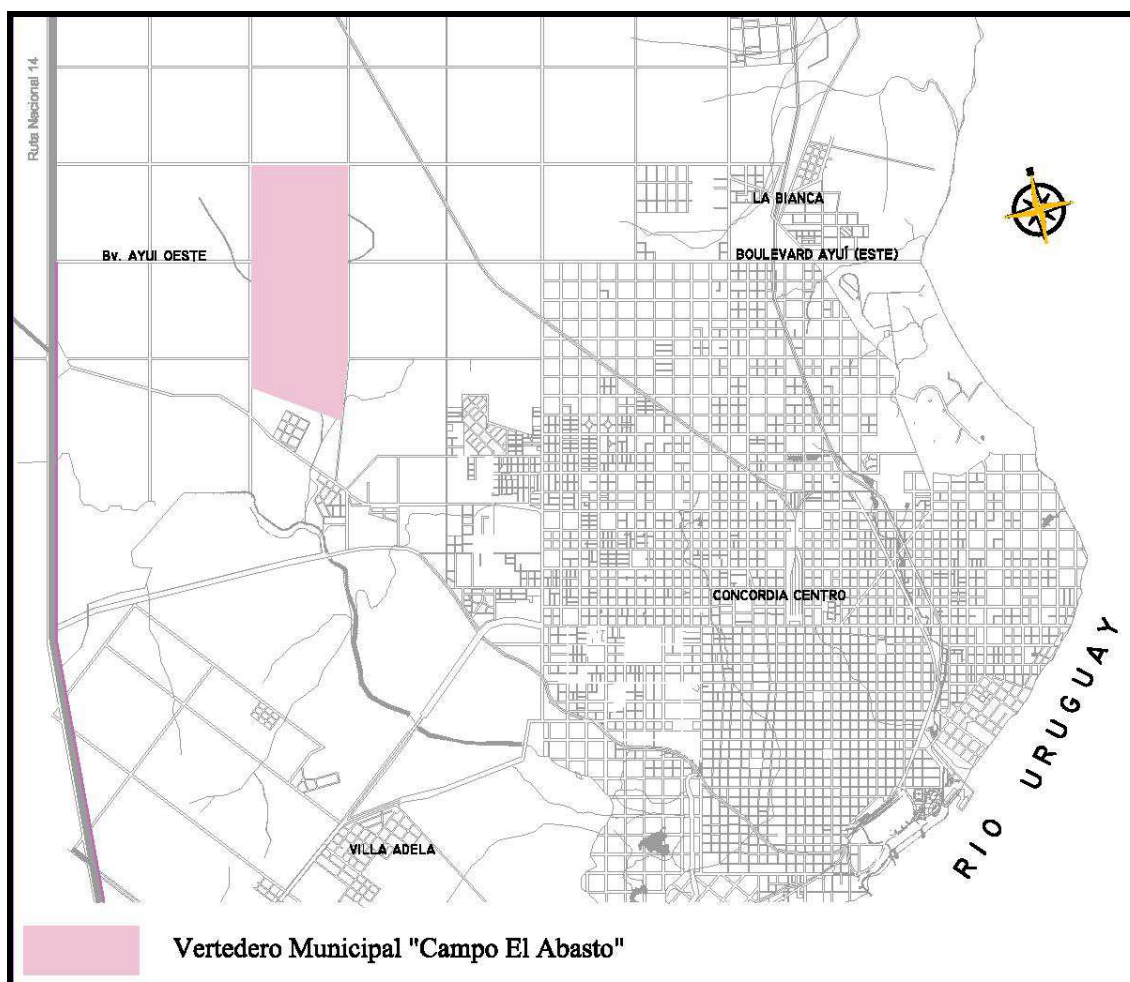 Ruta Nacional 14
LA BIANCA
Bv. AYUI OESTE
BOULEVARD AYUÍ (ESTE)
CONCORDIA CENTRO
RIO URUGUAY
VILLA ADELA
Vertedero Municipal "Campo El Abasto"